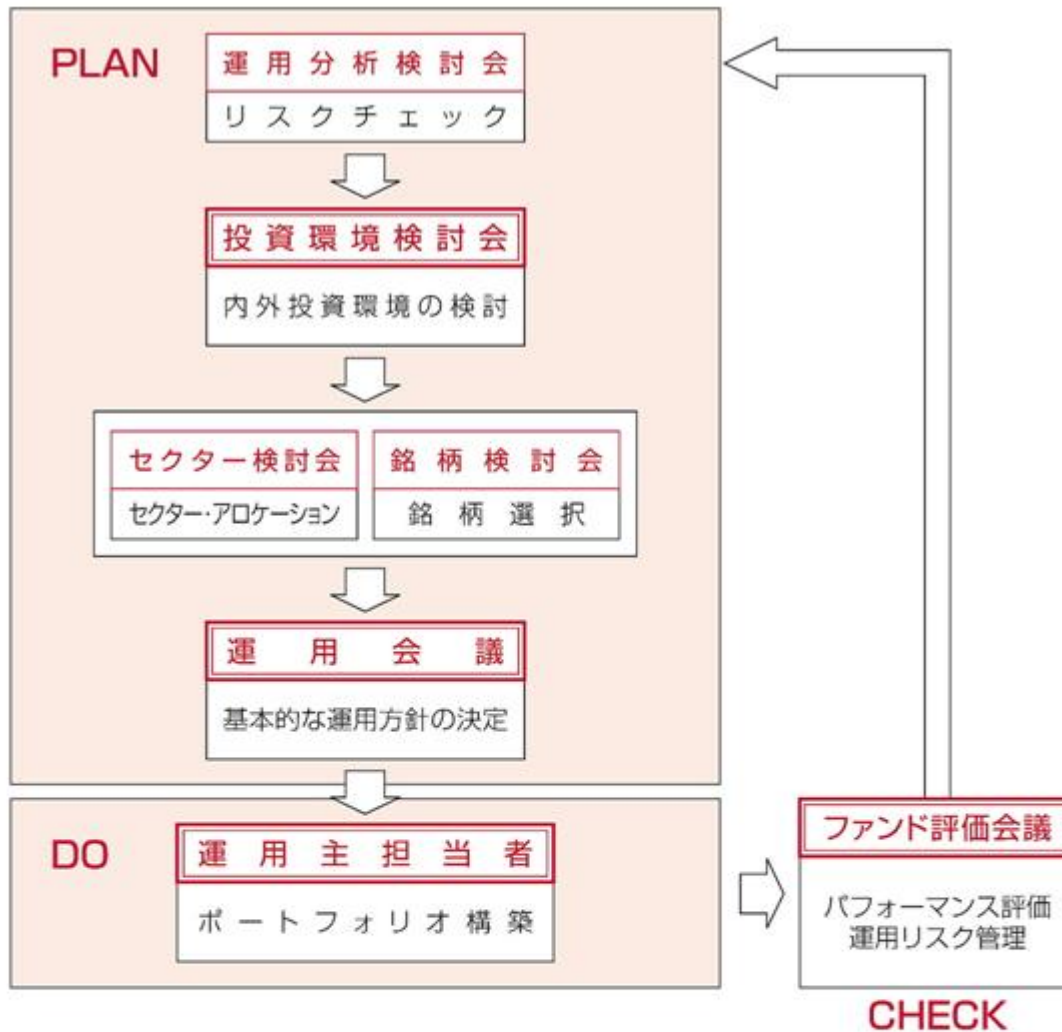 PLAN
運用分析検討会
リスクチェック
投資環境検討会
内外投資環境の検討
セクター検討会
セクター・アロケーション
銘柄検討会
銘柄選択
運用会議
基本的な運用方針の決定
DO
運用主担当者
ポートフォリオ構築
ファンド評価会議
パフォーマンス評価
運用リスク管理
CHECK